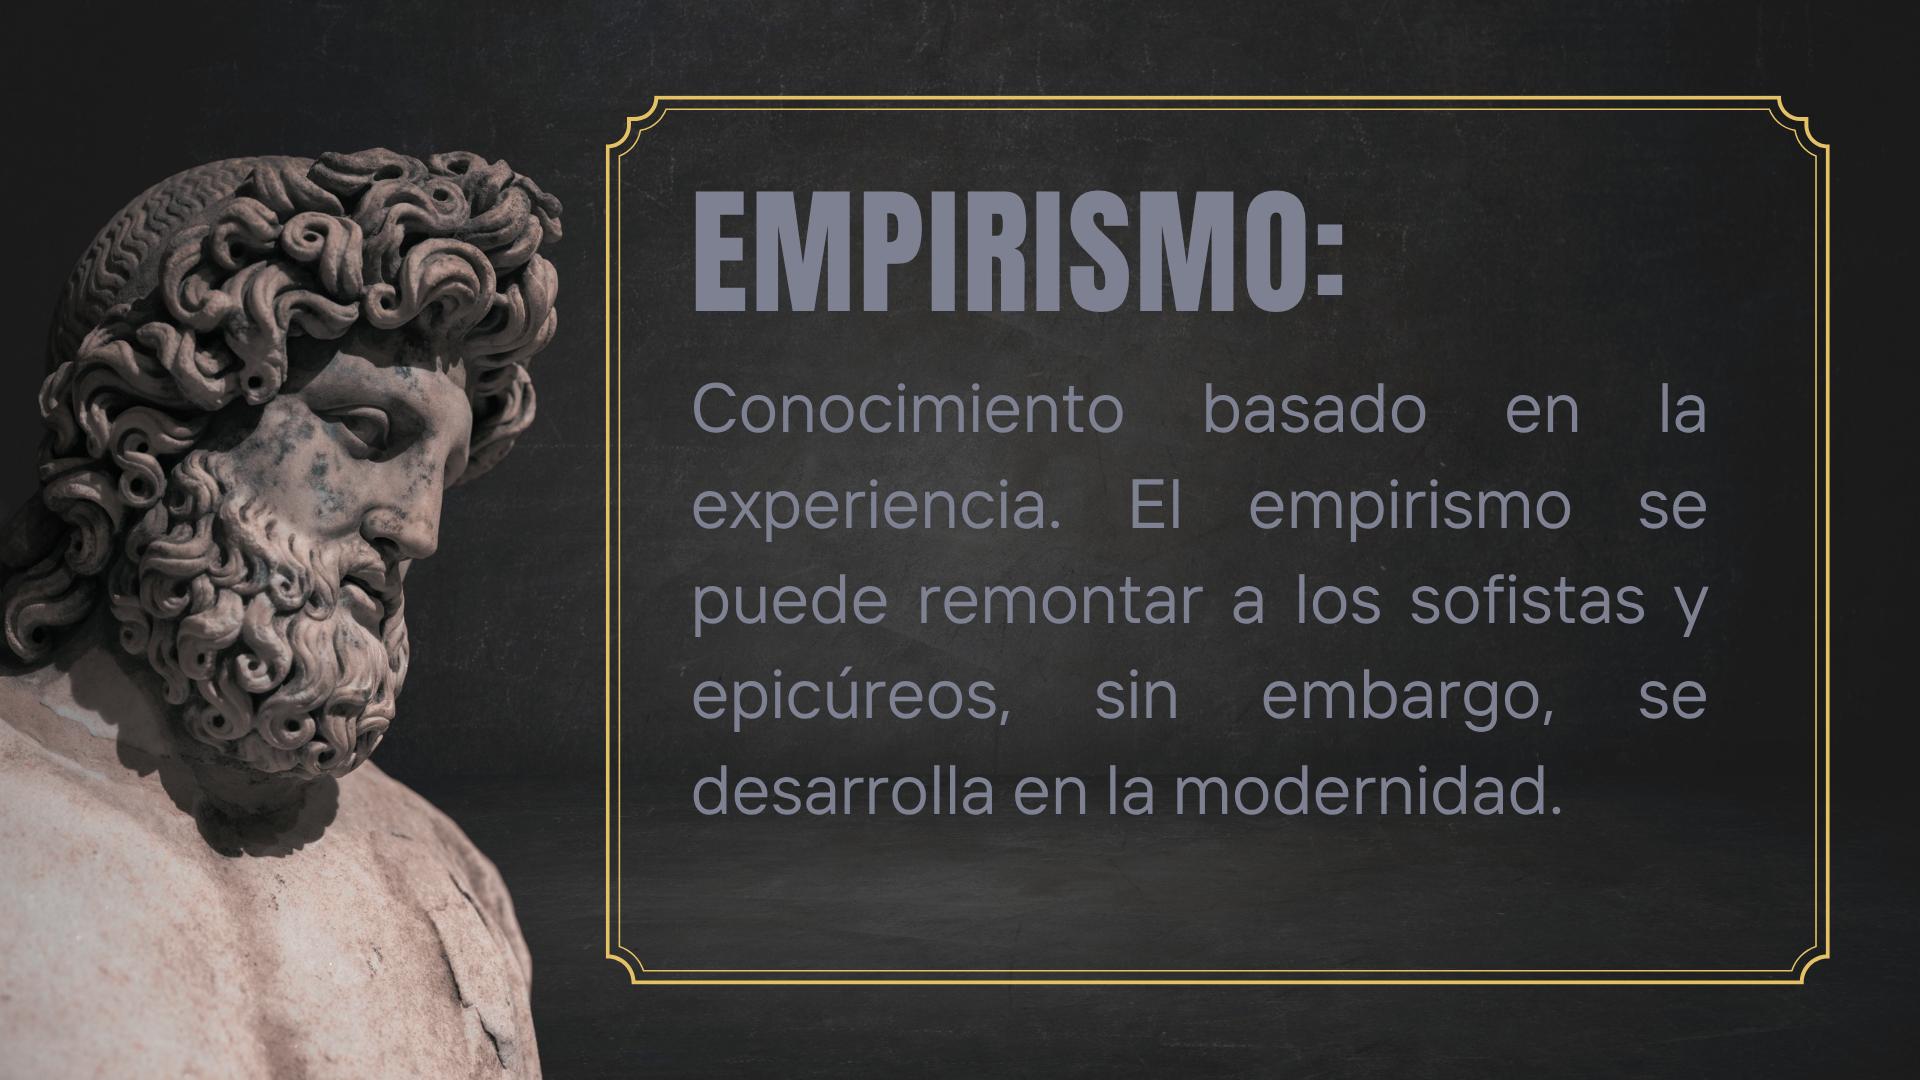 EMPIRISMO:
Conocimiento basado en la
experiencia. El empirismo se
puede remontar a los sofistas y
epicúreos, sin embargo, se
desarrolla en la modernidad.